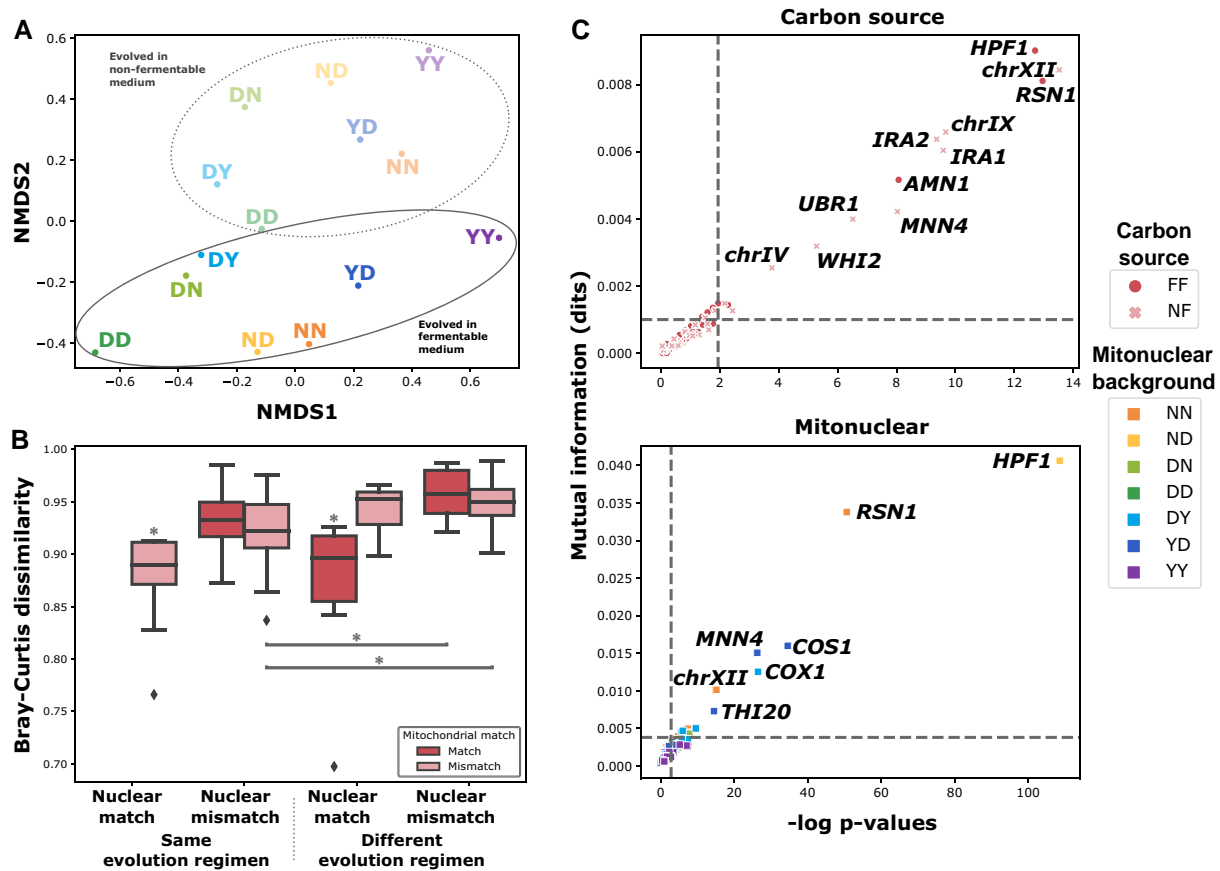 A
0.6
0.4
0.2
0.0
−0.2
−0.4
NMDS2
Evolved in
non-fermentable
medium
YY
ND
DN
YD
NN
DY
DD
YY
DY
YD
DN
NN
ND
DD
Evolved in
fermentable
medium
−0.6
−0.4
−0.2
0.0
0.2
0.4
0.6
NMDS1
B
1.00
0.95
0.90
0.85
0.80
0.75
0.70
Bray-Curtis dissimilarity
*
*
*
*
Mitochondrial match
Match
Mismatch
Nuclear
match
Nuclear
mismatch
Nuclear
match
Nuclear
mismatch
Same
evolution regimen
Different
evolution regimen
C
Carbon source
0.008
0.006
0.004
0.002
0.000
HPF1
chrXII
RSN1
chrIX
IRA2
IRA1
AMN1
UBR1
MNN4
WHI2
chrIV
0
2
4
6
8
10
12
14
Mutual information (dits)
Mitonuclear
0.040
0.035
0.030
0.025
0.020
0.015
0.010
0.005
0.000
HPF1
RSN1
MNN4
COS1
COX1
chrXII
THI20
0
20
40
60
80
100
-log p-values
Carbon
source
FF
NF
Mitonuclear
background
NN
ND
DN
DD
DY
YD
YY